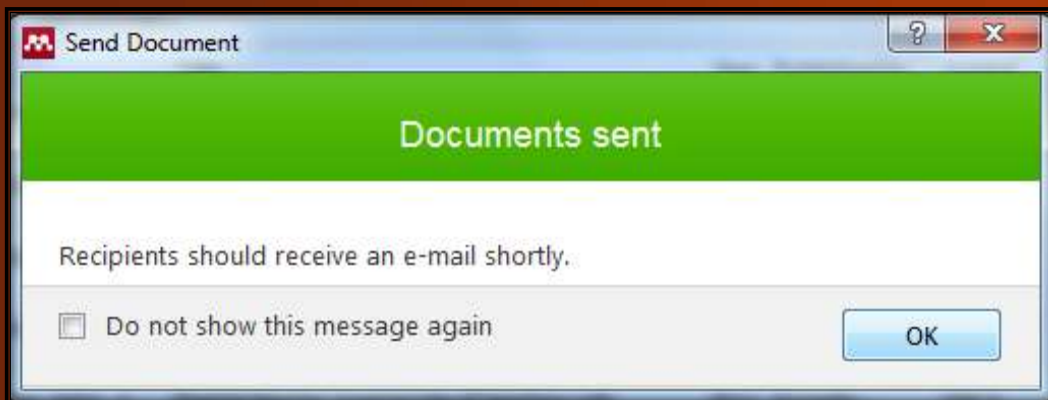 Send Document
Documents sent
Recipients should receive an e-mail shortly.
Do not show this message again
OK